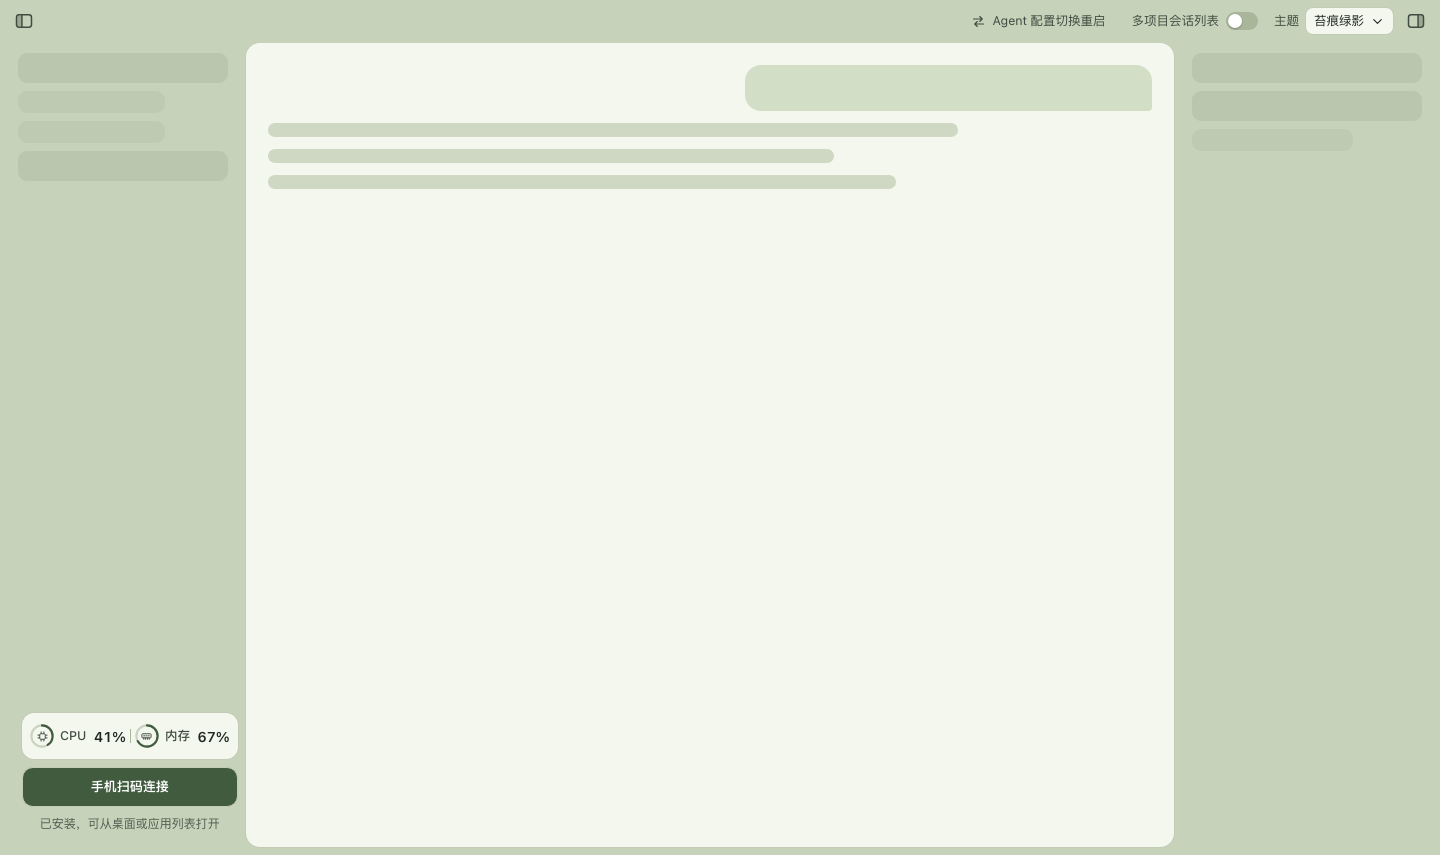 Agent 配置切换重启
多项目会话列表
主题
苔痕绿影
CPU 41%
内存 67%
手机扫码连接
已安装，可从桌面或应用列表打开